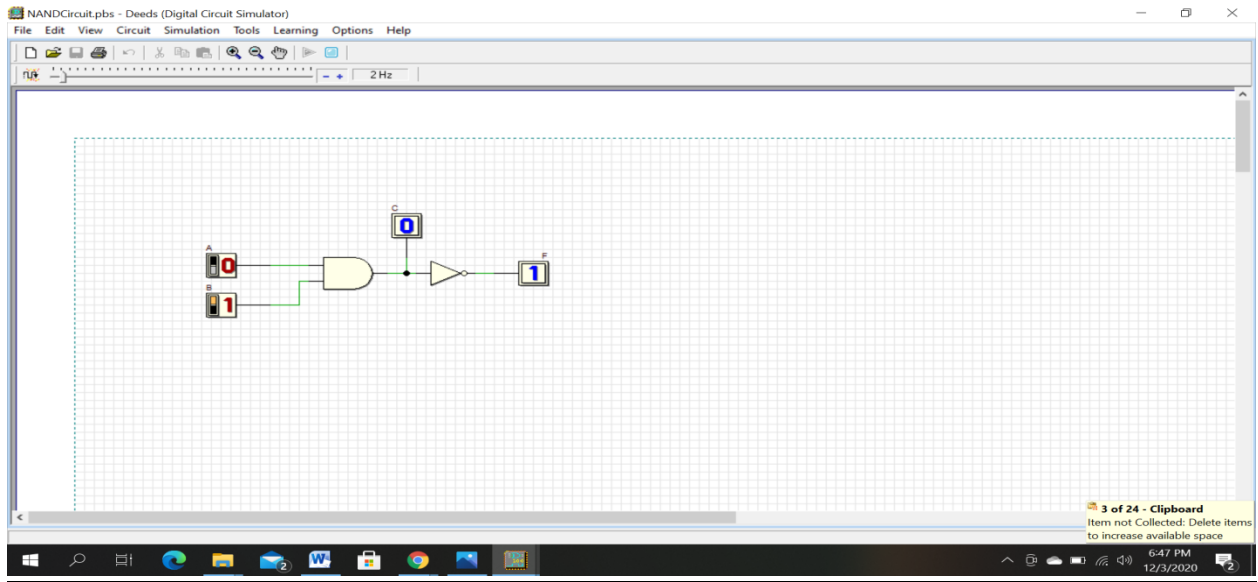 NANDCircuit.pbs - Deeds (Digital Circuit Simulator)
File Edit View Circuit Simulation Tools Learning Options Help
2 Hz
C
0
A
0
F
1
B
1
3 of 24 - Clipboard
Item not Collected: Delete items
to increase available space
2
W
6:47 PM
12/3/2020
2